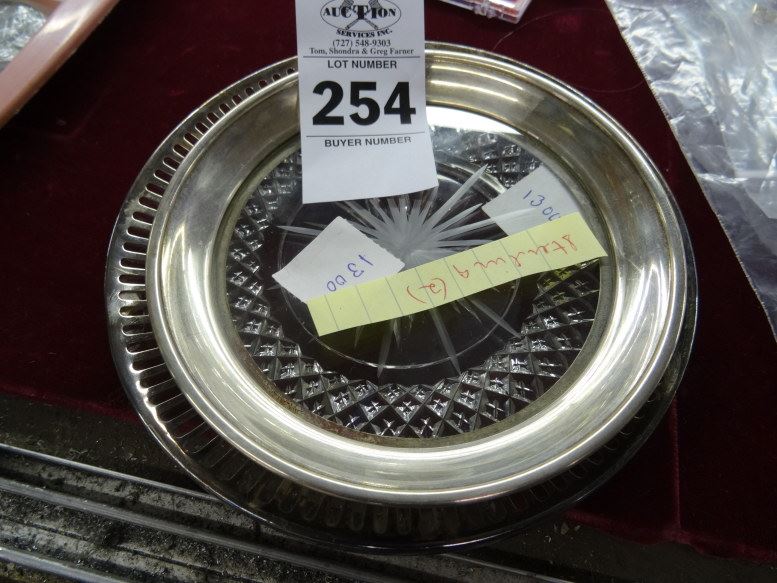 AUCTION
SERVICES INC.
(727) 548-9303
Tom, Shondra & Greg Farner
LOT NUMBER
254
BUYER NUMBER
1300
1300
Sterling (2)